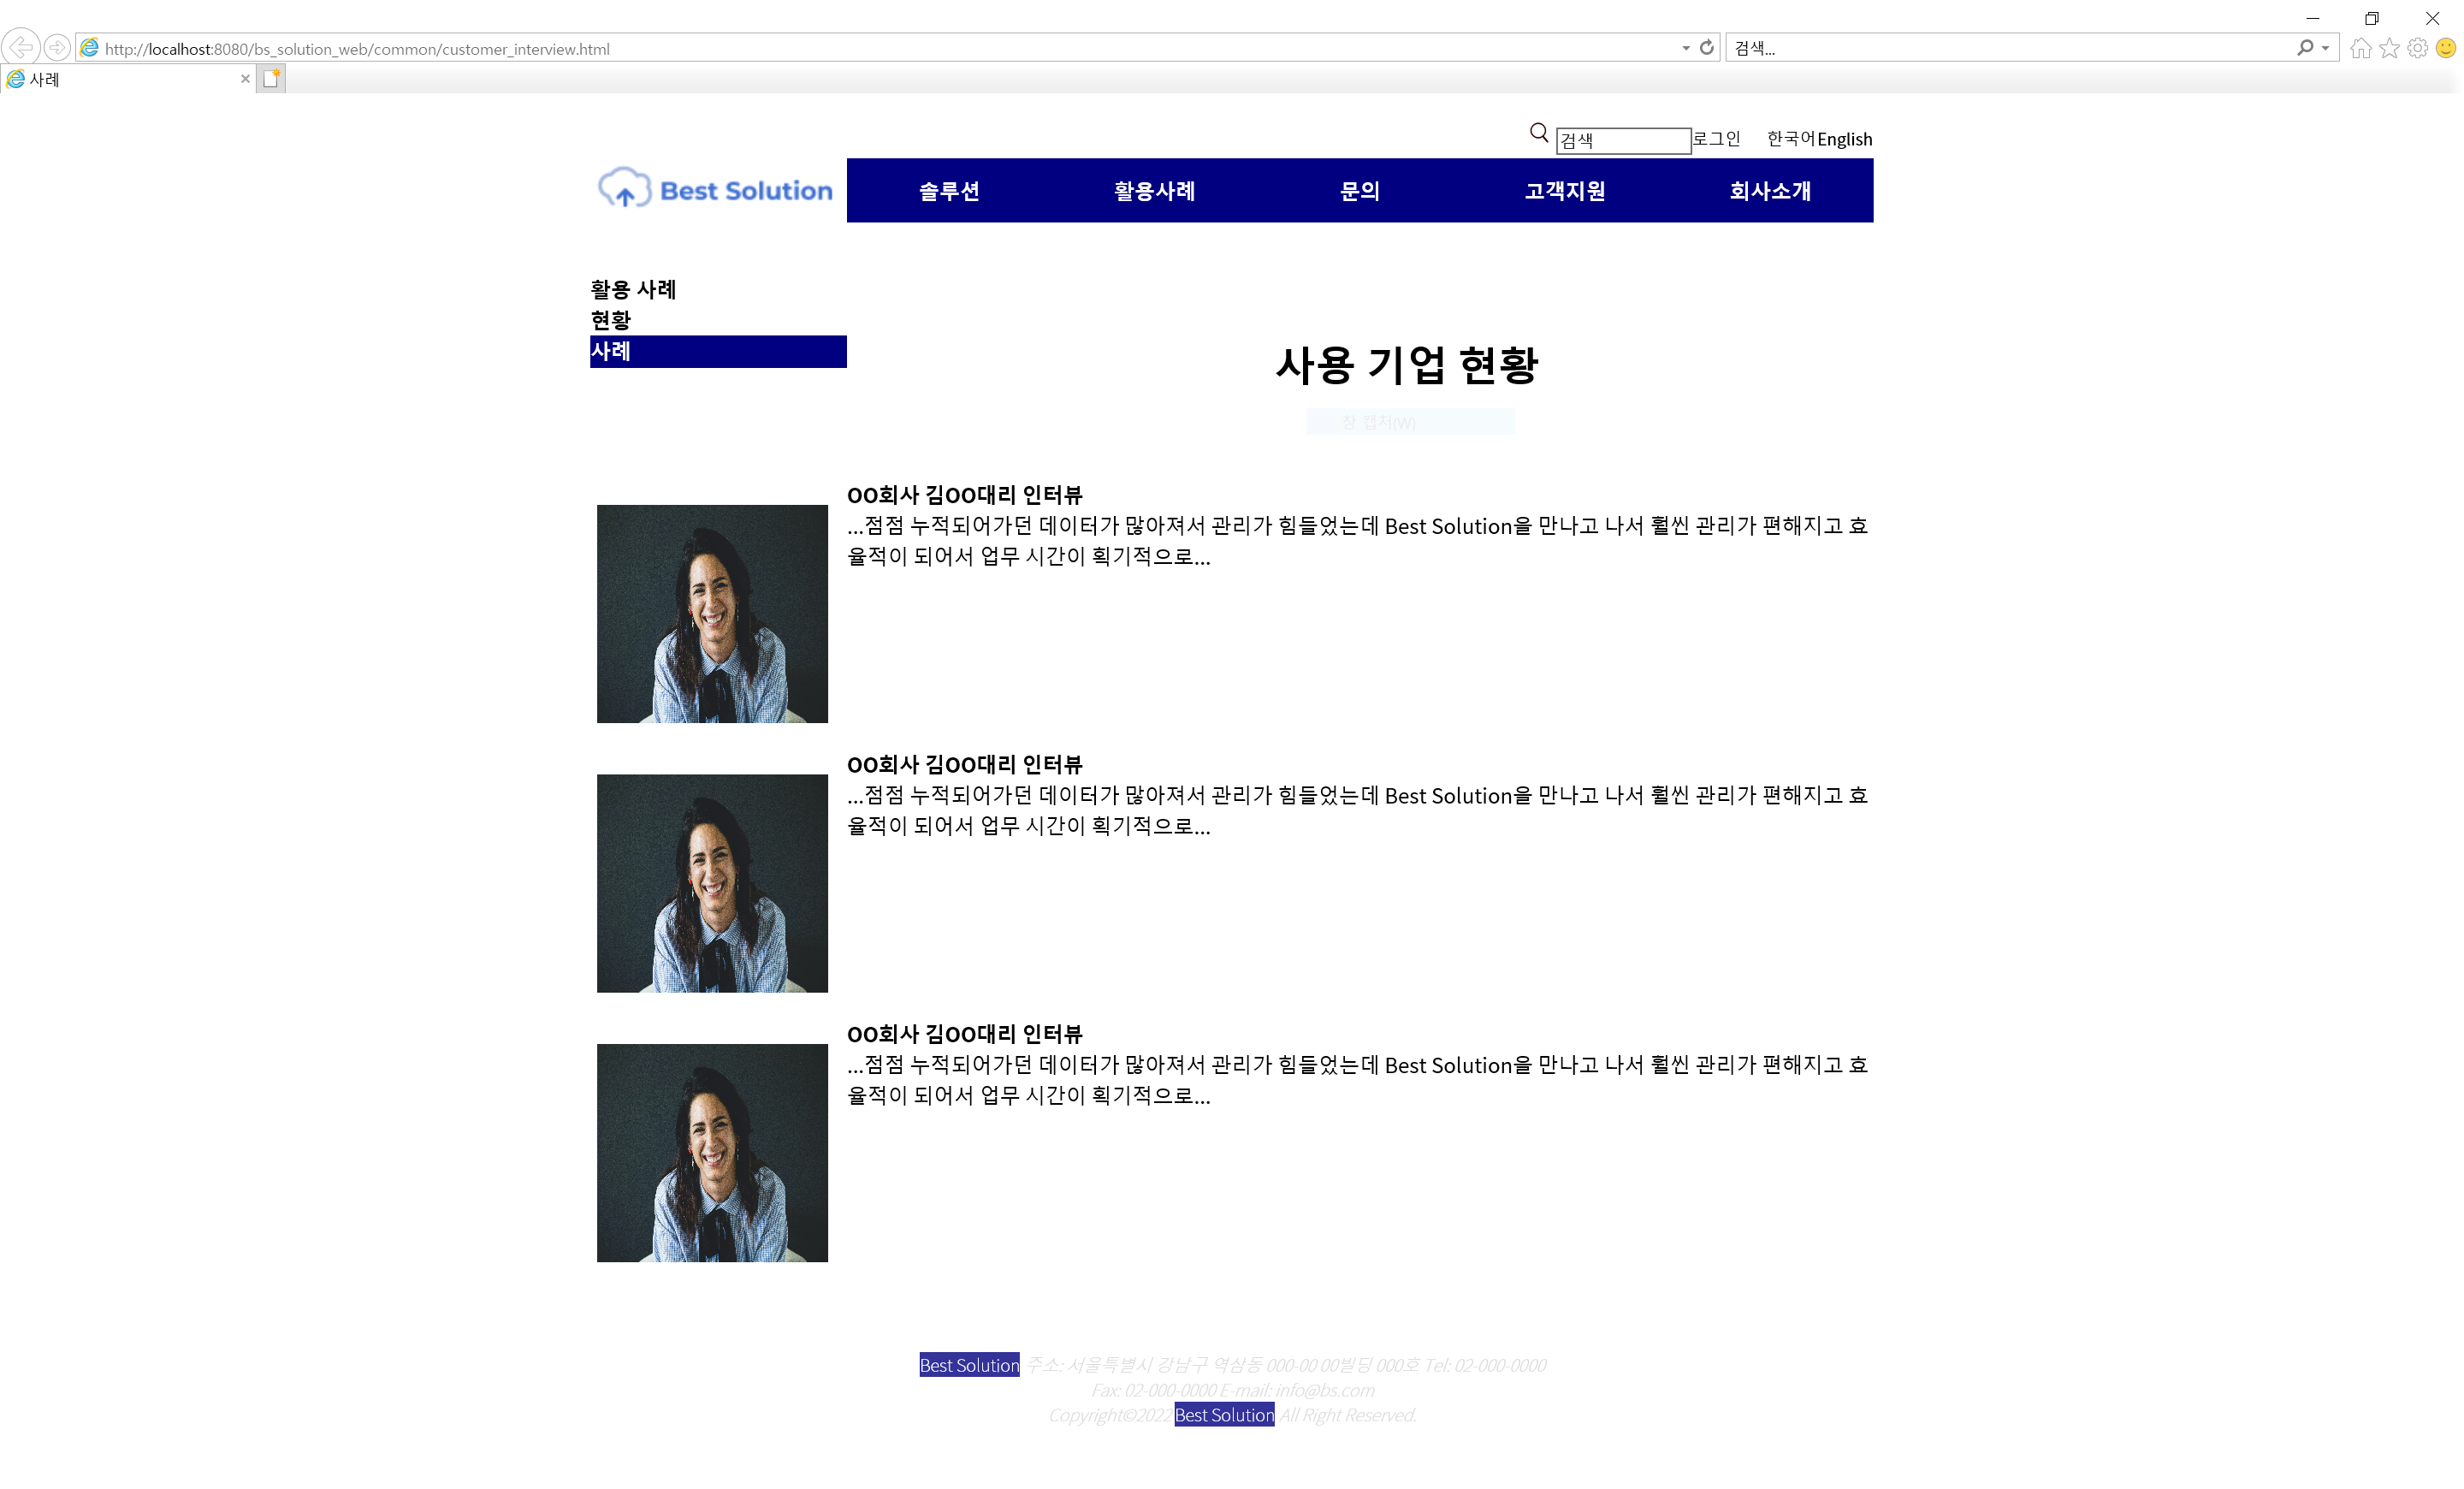 http://localhost:8080/bs_solution_web/common/customer_interview.html
검색...
사례
검색 로그인 한국어 English
Best Solution 솔루션 활용사례 문의 고객지원 회사소개
활용 사례
현황
사례
사용 기업 현황
창 캡처(W)
OO회사 김OO대리 인터뷰
...점점 누적되어가던 데이터가 많아져서 관리가 힘들었는데 Best Solution을 만나고 나서 훨씬 관리가 편해지고 효
율적이 되어서 업무 시간이 획기적으로...
OO회사 김OO대리 인터뷰
...점점 누적되어가던 데이터가 많아져서 관리가 힘들었는데 Best Solution을 만나고 나서 훨씬 관리가 편해지고 효
율적이 되어서 업무 시간이 획기적으로...
OO회사 김OO대리 인터뷰
...점점 누적되어가던 데이터가 많아져서 관리가 힘들었는데 Best Solution을 만나고 나서 훨씬 관리가 편해지고 효
율적이 되어서 업무 시간이 획기적으로...
Best Solution 주소: 서울특별시 강남구 역삼동 000-00 00빌딩 000호 Tel: 02-000-0000
Fax: 02-000-0000 E-mail: info@bs.com
Copyright©2022 Best Solution All Right Reserved.